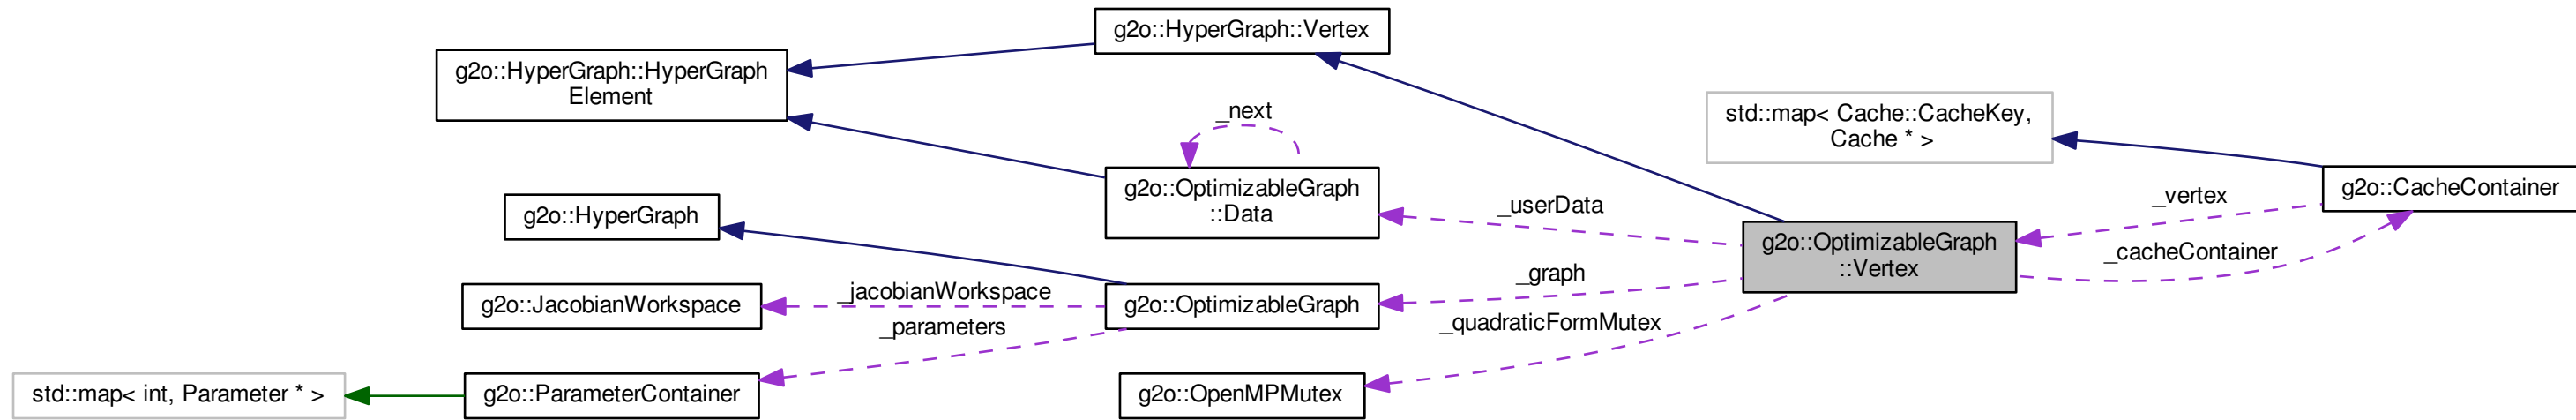 g2o::HyperGraph::Vertex
g2o::HyperGraph::HyperGraph
Element
_next
std::map< Cache::CacheKey,
Cache * >
g2o::OptimizableGraph
::Data
g2o::CacheContainer
_vertex
_userData
g2o::HyperGraph
g2o::OptimizableGraph
::Vertex
_cacheContainer
_graph
_jacobianWorkspace
g2o::JacobianWorkspace
g2o::OptimizableGraph
_parameters
_quadraticFormMutex
std::map< int, Parameter * >
g2o::ParameterContainer
g2o::OpenMPMutex